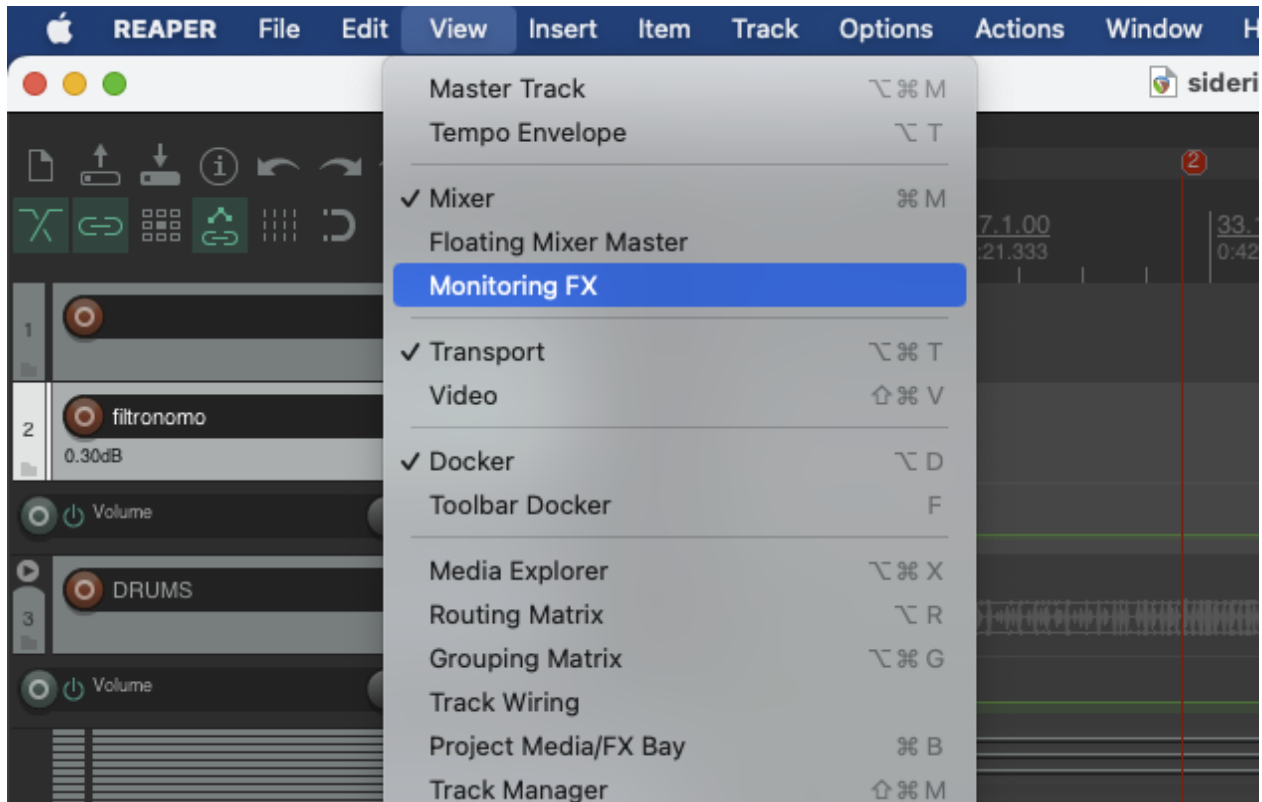 REAPER File Edit View Insert Item Track Options Actions Window H
sideri
Master Track ⌥⌘M
Tempo Envelope ⌥T
✓ Mixer ⌘M
Floating Mixer Master
Monitoring FX
✓ Transport ⌥⌘T
Video ⇧⌘V
✓ Docker ⌥D
Toolbar Docker F
Media Explorer ⌥⌘X
Routing Matrix ⌥R
Grouping Matrix ⌥⌘G
Track Wiring
Project Media/FX Bay ⌘B
Track Manager ⇧⌘M
2
7.1.00 33.1
:21.333 0:42
1
2 filtronomo
0.30dB
Volume
3 DRUMS
Volume